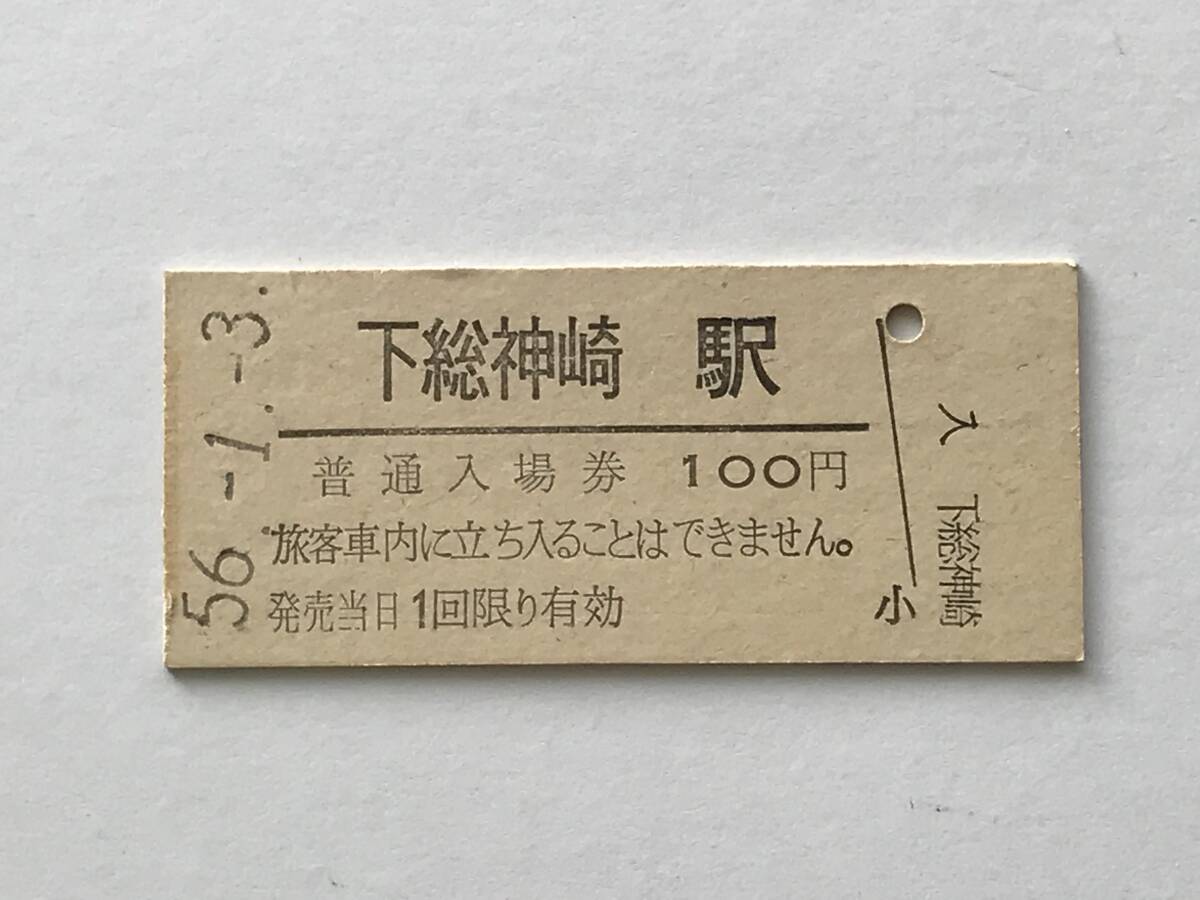 56.-1.-3.
下総神崎 駅
普通入場券 100円
旅客車内に立ち入ることはできません。
発売当日1回限り有効
小
入
下総神崎